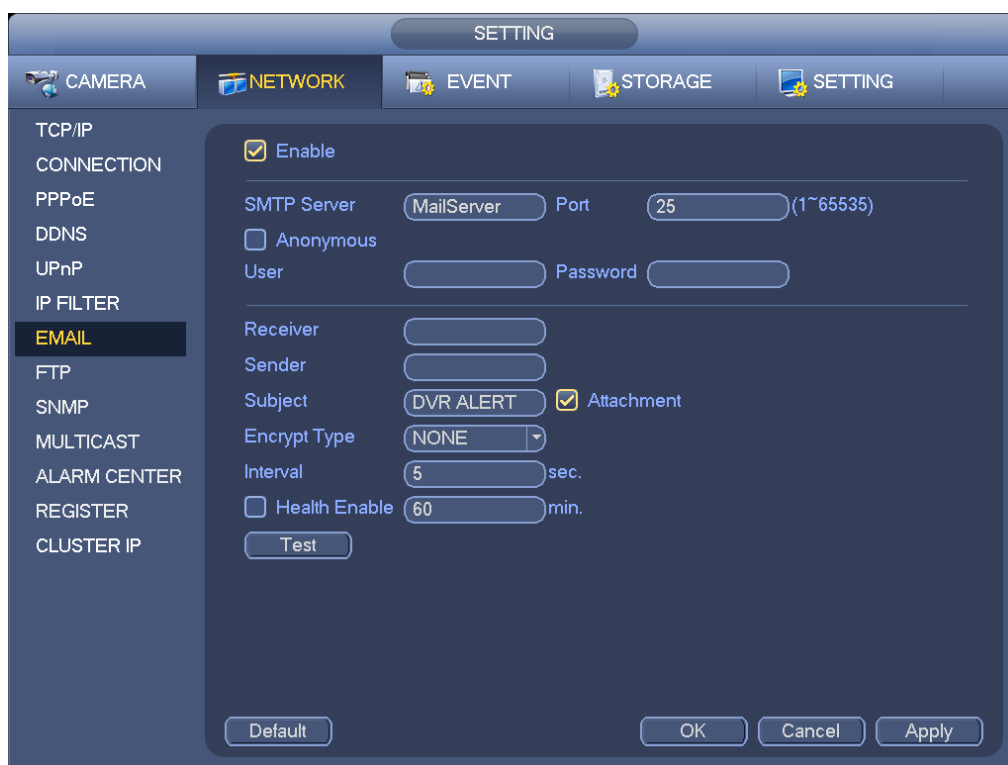 SETTING
CAMERA NETWORK EVENT STORAGE SETTING
TCP/IP
CONNECTION
PPPoE
DDNS
UPnP
IP FILTER
EMAIL
FTP
SNMP
MULTICAST
ALARM CENTER
REGISTER
CLUSTER IP
Enable
SMTP Server MailServer Port 25 (1~65535)
Anonymous
User Password
Receiver
Sender
Subject DVR ALERT Attachment
Encrypt Type NONE
Interval 5 sec.
Health Enable 60 min.
Test
Default OK Cancel Apply